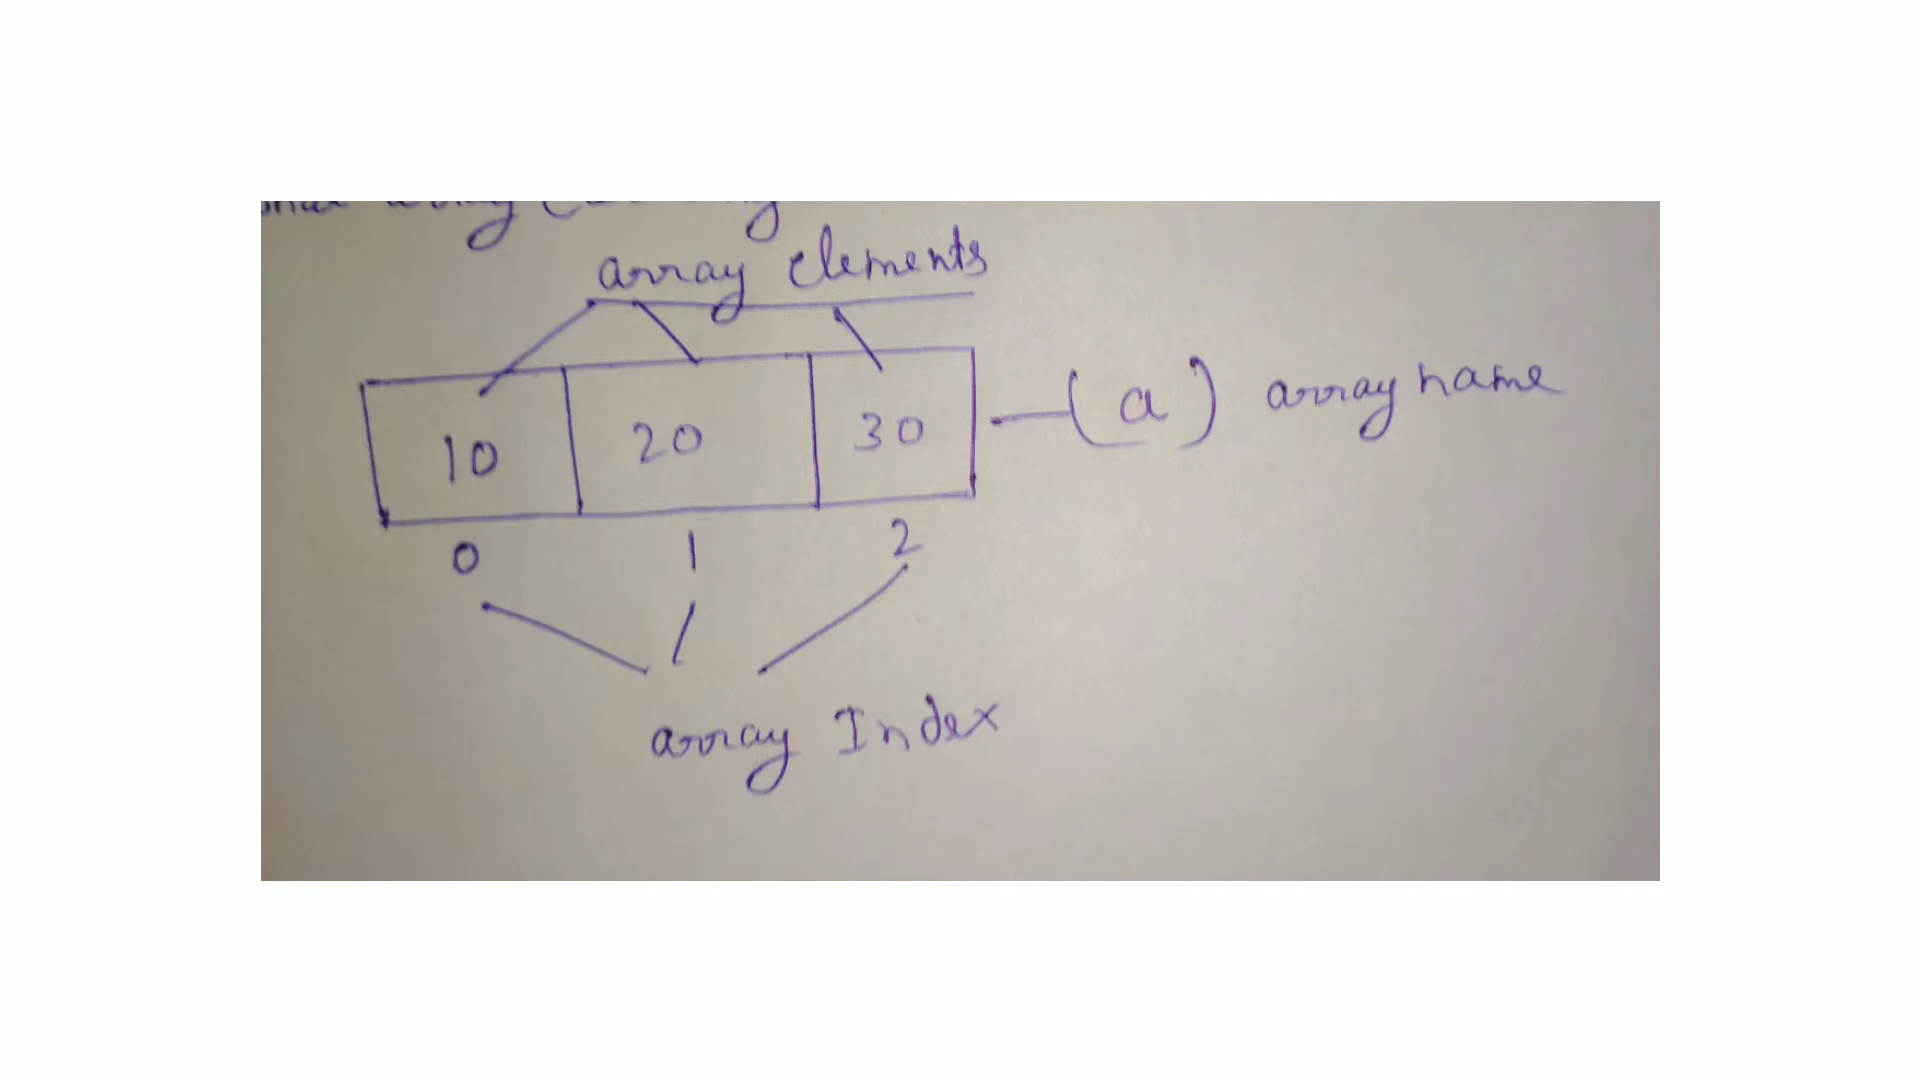 array elements
10 20 30 (a) array name
0 1 2
array Index